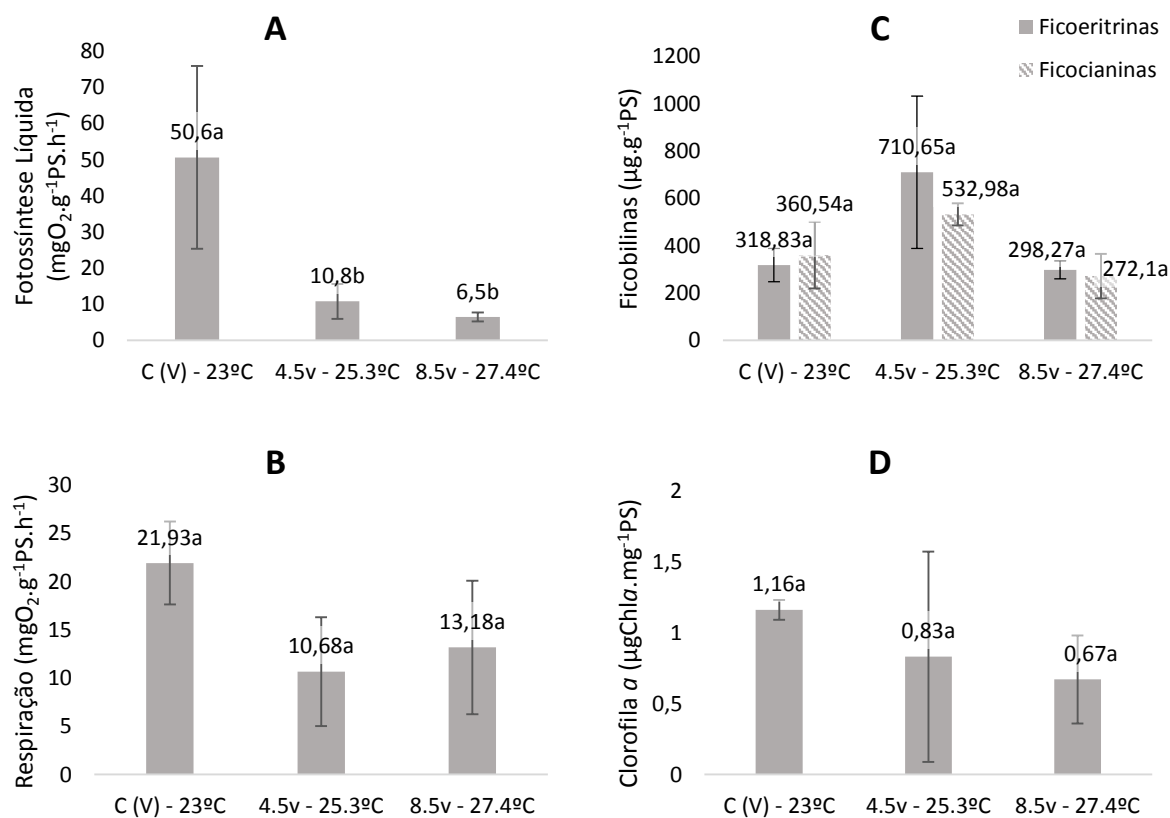 A
Fotossíntese Líquida
(mgO₂.g⁻¹PS.h⁻¹)
80
70
60
50
40
30
20
10
0
50,6a
10,8b
6,5b
C (V) - 23ºC
4.5v - 25.3ºC
8.5v - 27.4ºC
C
Ficoeritrinas
Ficocianinas
Ficobilinas (µg.g⁻¹PS)
1200
1000
800
600
400
200
0
318,83a
360,54a
710,65a
532,98a
298,27a
272,1a
C (V) - 23ºC
4.5v - 25.3ºC
8.5v - 27.4ºC
B
Respiração (mgO₂.g⁻¹PS.h⁻¹)
30
25
20
15
10
5
0
21,93a
10,68a
13,18a
C (V) - 23ºC
4.5v - 25.3ºC
8.5v - 27.4ºC
D
Clorofila a (µgChla.mg⁻¹PS)
2
1,5
1
0,5
0
1,16a
0,83a
0,67a
C (V) - 23ºC
4.5v - 25.3ºC
8.5v - 27.4ºC